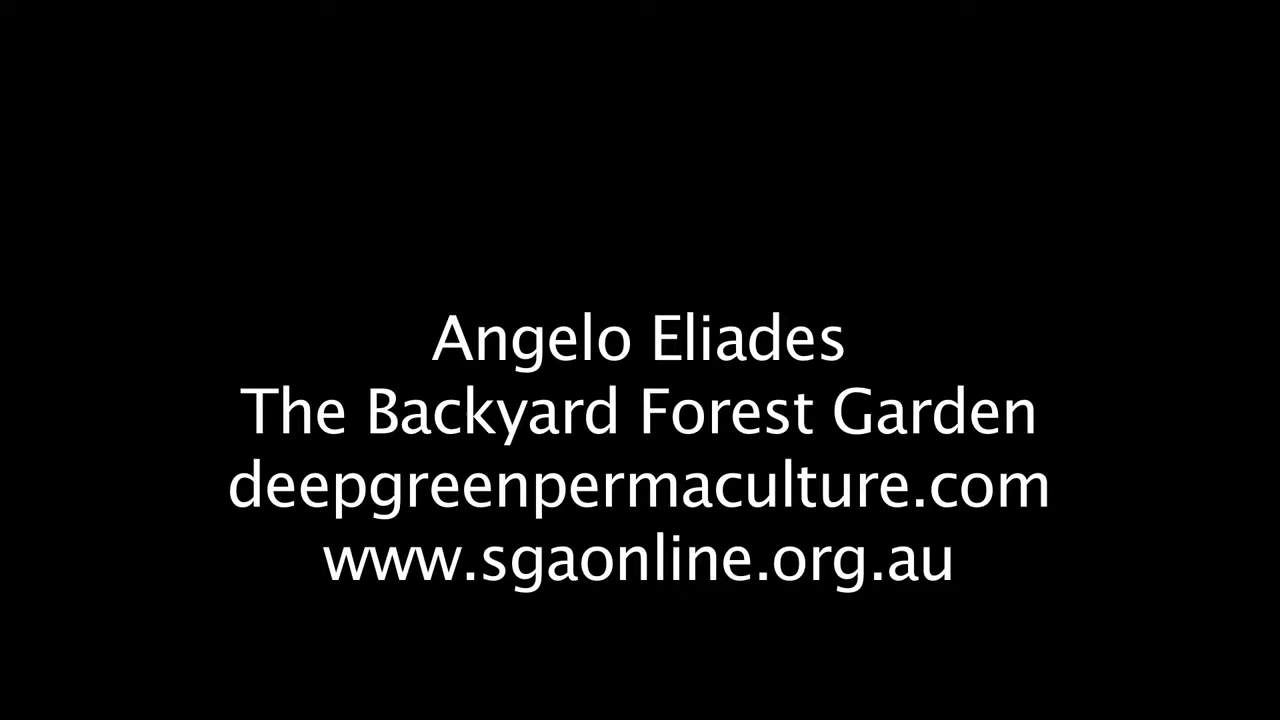 Angelo Eliades
The Backyard Forest Garden
deepgreenpermaculture.com
www.sgaonline.org.au